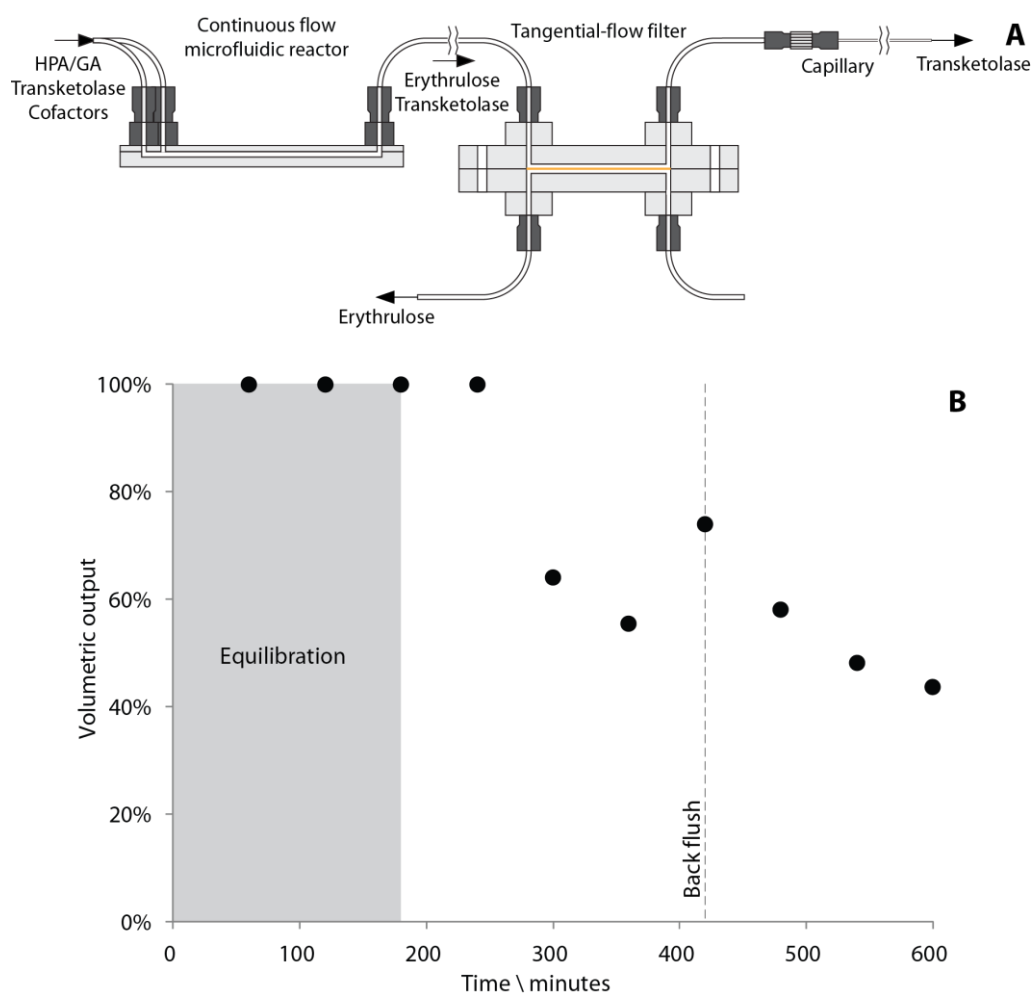 Continuous flow
microfluidic reactor
Tangential-flow filter
A
HPA/GA
Transketolase
Cofactors
Erythrulose
Transketolase
Capillary
Transketolase
Erythrulose
B
100%
80%
60%
40%
20%
0%
Volumetric output
Equilibration
Back flush
0
100
200
300
400
500
600
Time \ minutes